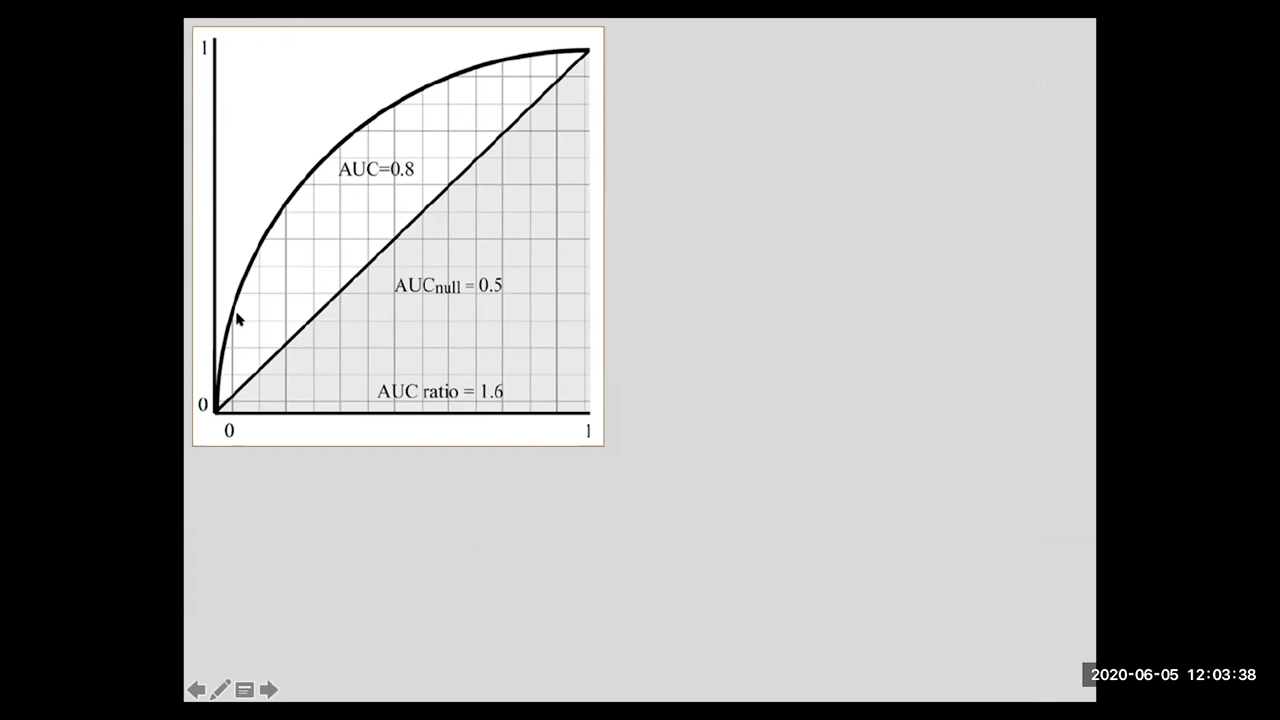 1
AUC=0.8
AUCnull = 0.5
AUC ratio = 1.6
0
0
1
2020-06-05 12:03:38